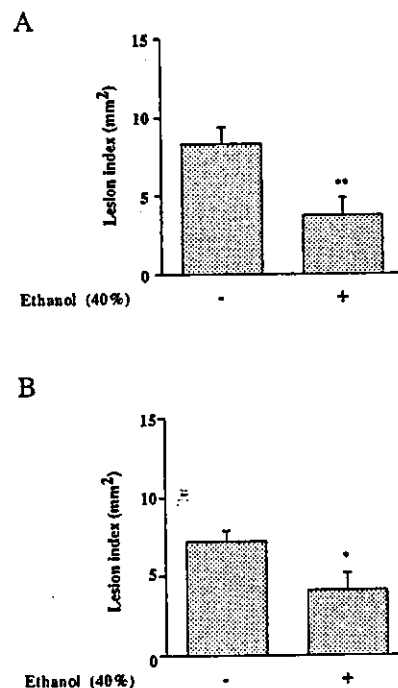 A
15
10
5
0
Lesion index (mm²)
**
Ethanol (40%) - +
B
15
10
5
0
Lesion index (mm²)
*
Ethanol (40%) - +